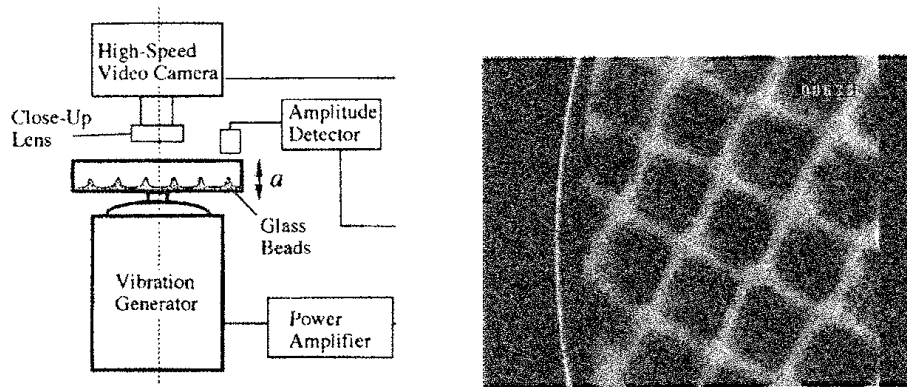 High-Speed
Video Camera
Close-Up
Lens
Amplitude
Detector
a
Glass
Beads
Vibration
Generator
Power
Amplifier